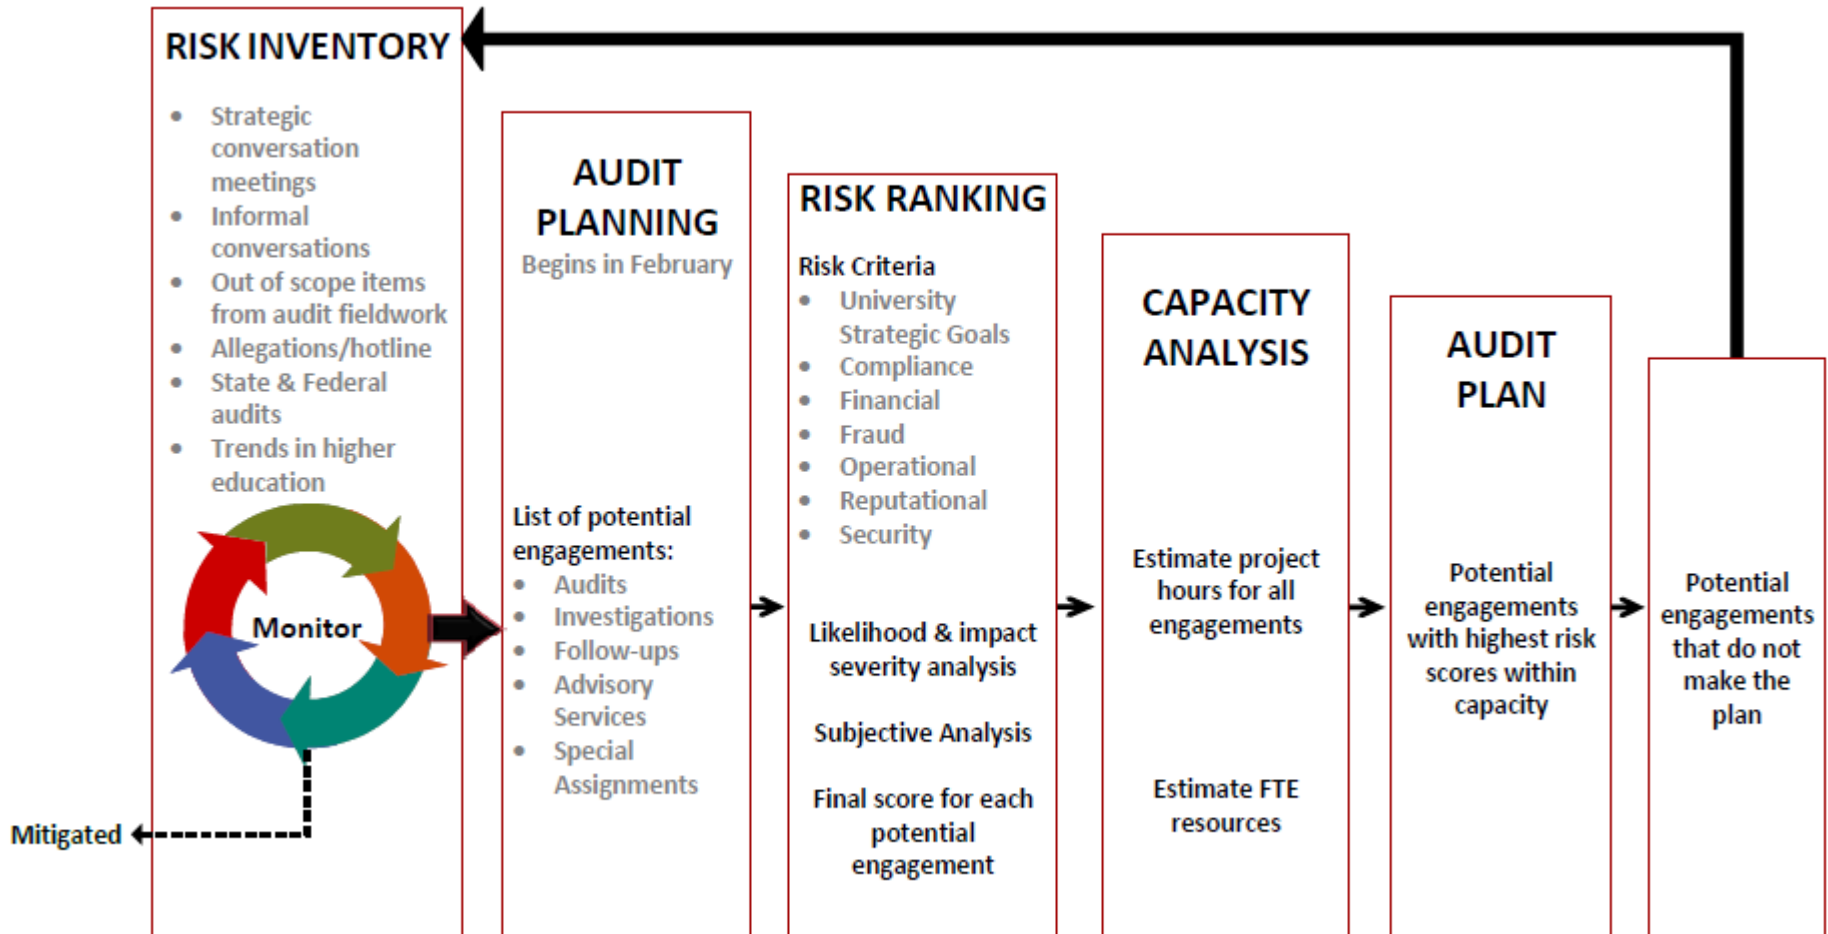 RISK INVENTORY
• Strategic
conversation
meetings
• Informal
conversations
• Out of scope items
from audit fieldwork
• Allegations/hotline
• State & Federal
audits
• Trends in higher
education
Monitor
Mitigated
AUDIT
PLANNING
Begins in February
List of potential
engagements:
• Audits
• Investigations
• Follow-ups
• Advisory
Services
• Special
Assignments
RISK RANKING
Risk Criteria
• University
Strategic Goals
• Compliance
• Financial
• Fraud
• Operational
• Reputational
• Security
Likelihood & impact
severity analysis
Subjective Analysis
Final score for each
potential
engagement
CAPACITY
ANALYSIS
Estimate project
hours for all
engagements
Estimate FTE
resources
AUDIT
PLAN
Potential
engagements
with highest risk
scores within
capacity
Potential
engagements
that do not
make the
plan